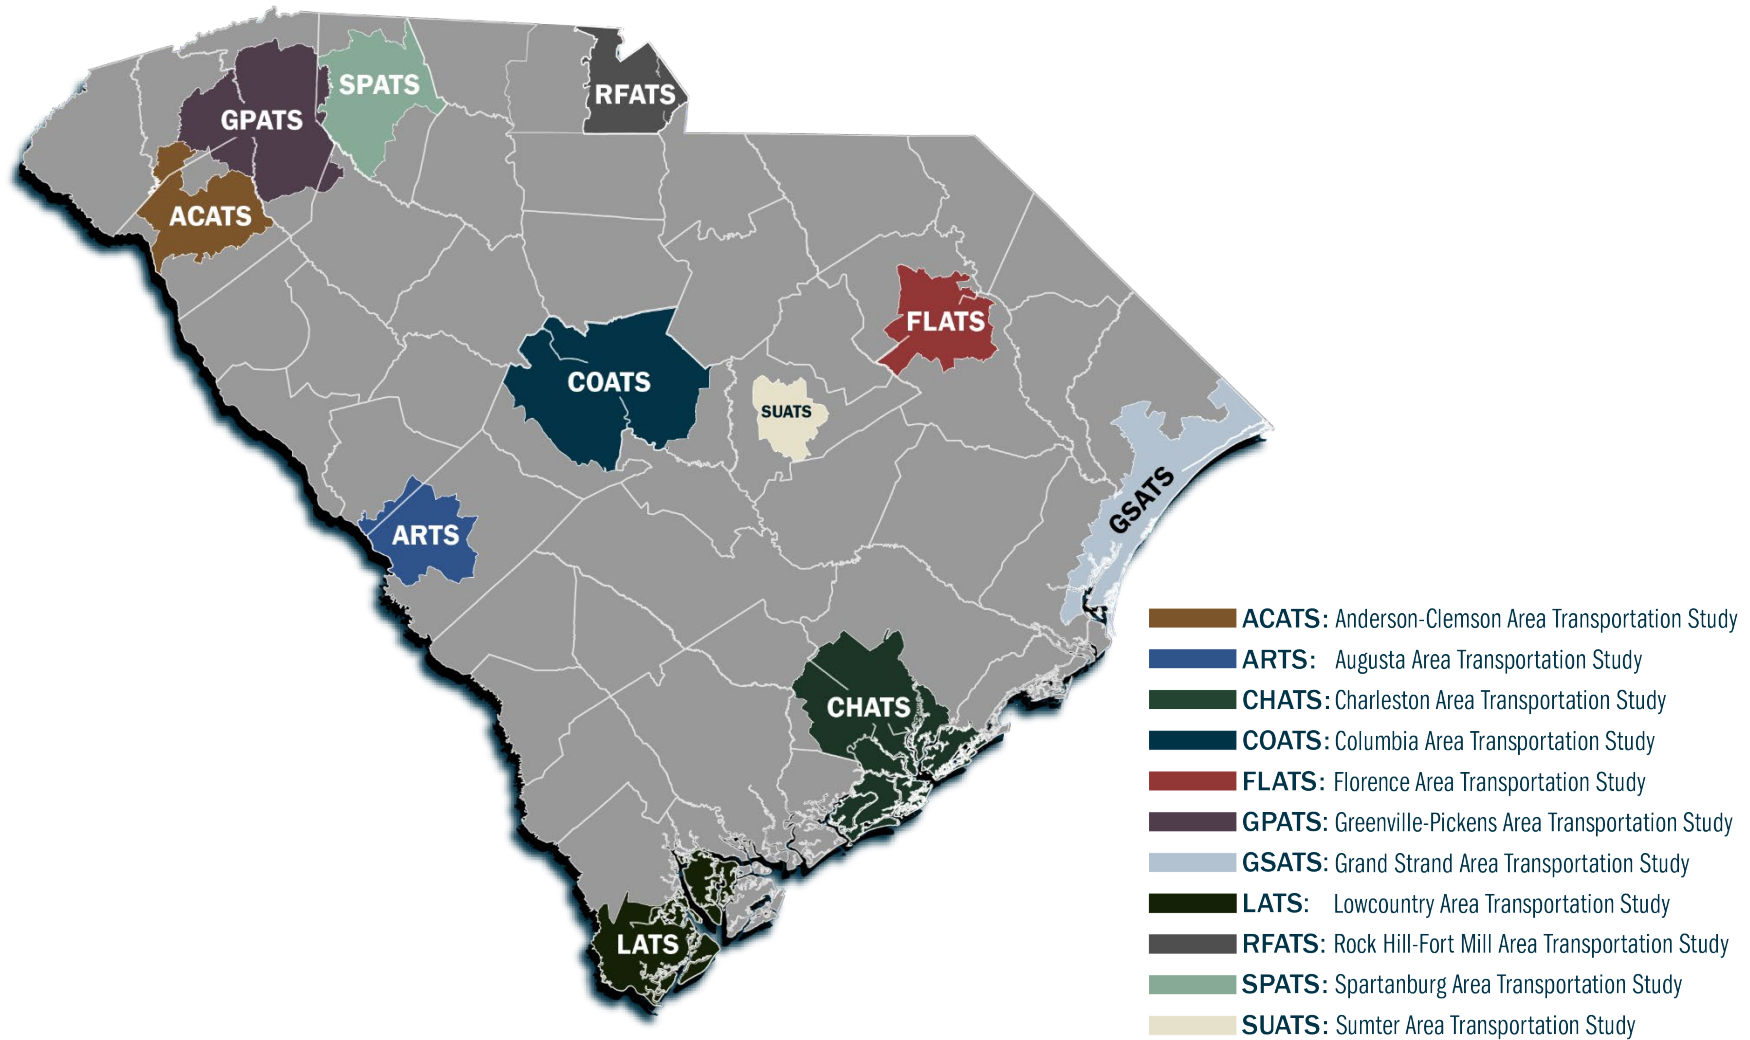 SPATS
RFATS
GPATS
ACATS
FLATS
COATS
SUATS
GSATS
ARTS
CHATS
LATS
ACATS: Anderson-Clemson Area Transportation Study
ARTS: Augusta Area Transportation Study
CHATS: Charleston Area Transportation Study
COATS: Columbia Area Transportation Study
FLATS: Florence Area Transportation Study
GPATS: Greenville-Pickens Area Transportation Study
GSATS: Grand Strand Area Transportation Study
LATS: Lowcountry Area Transportation Study
RFATS: Rock Hill-Fort Mill Area Transportation Study
SPATS: Spartanburg Area Transportation Study
SUATS: Sumter Area Transportation Study